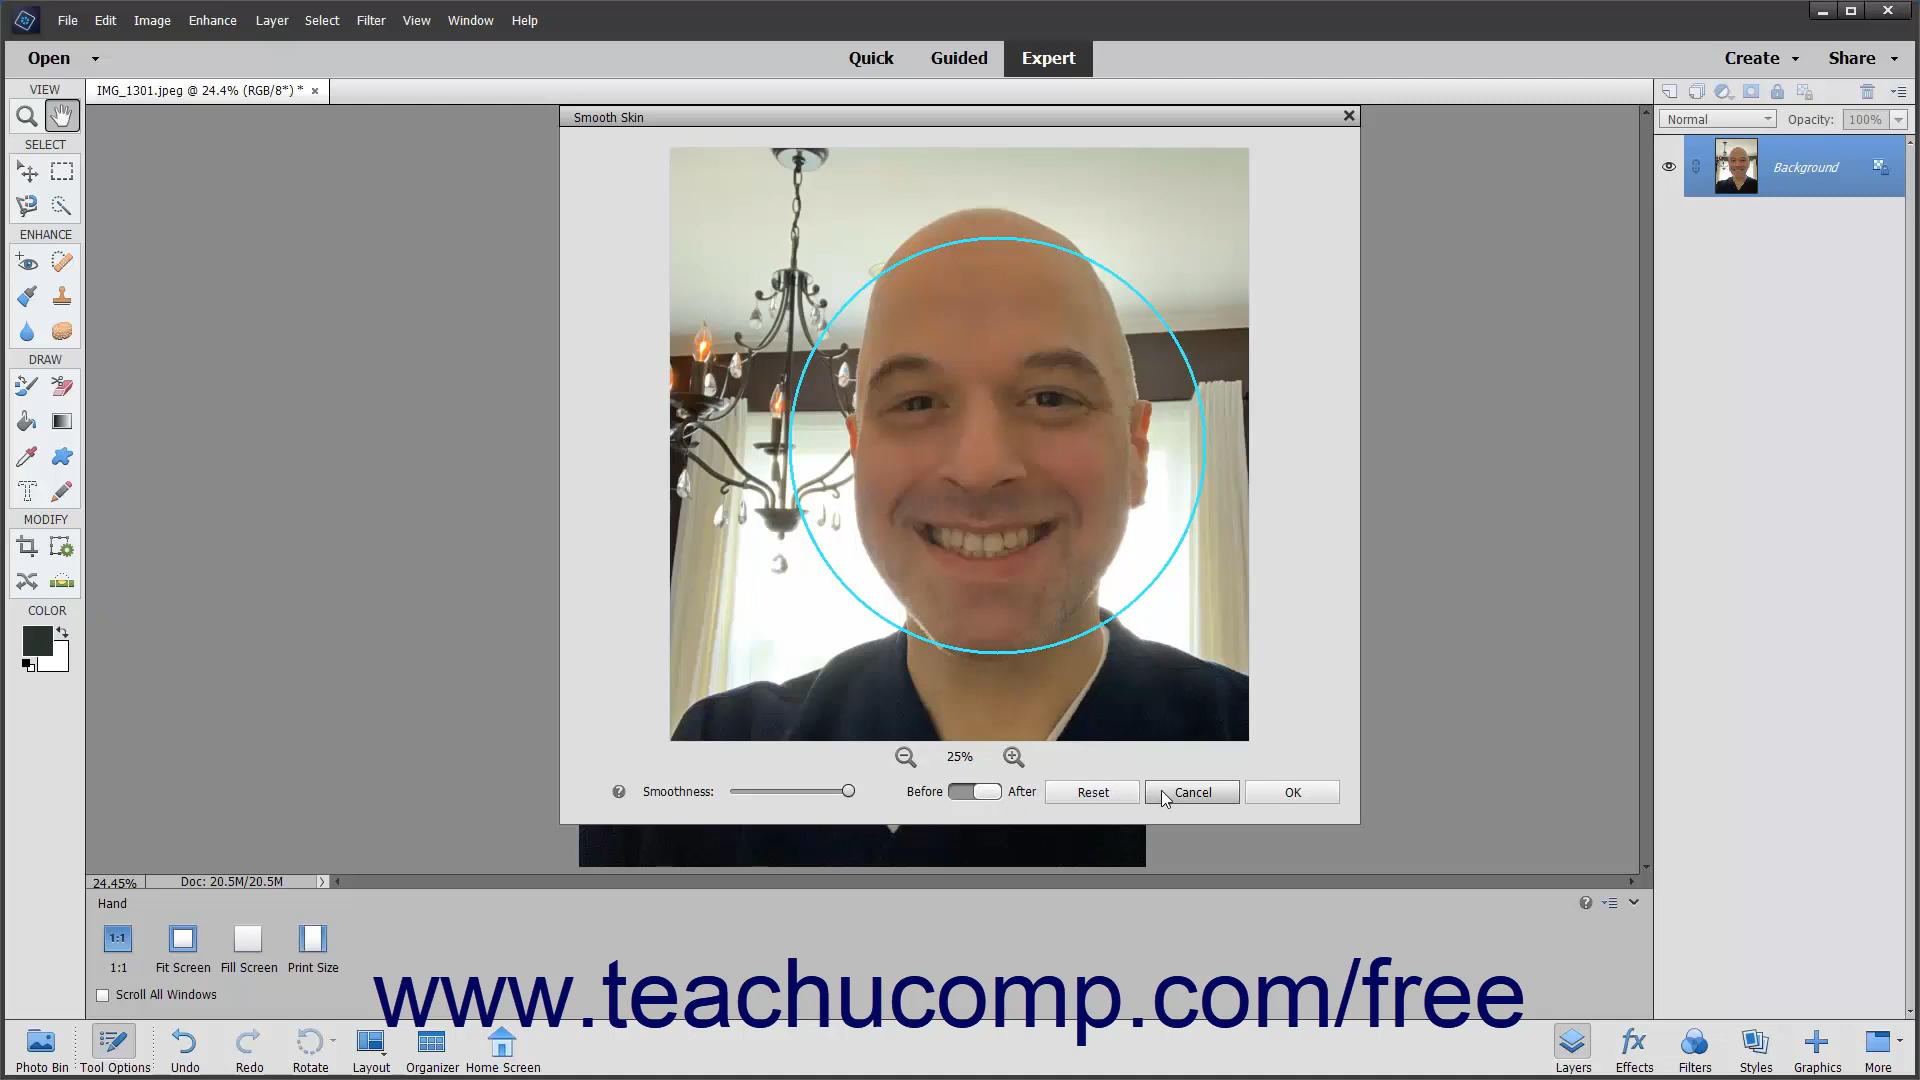 File Edit Image Enhance Layer Select Filter View Window Help
Open Quick Guided Expert Create Share
VIEW
IMG_1301.jpeg @ 24.4% (RGB/8*) *
Smooth Skin
Normal Opacity: 100%
SELECT
Background
ENHANCE
DRAW
T
MODIFY
COLOR
25%
Smoothness: Before After Reset Cancel OK
24.45% Doc: 20.5M/20.5M
Hand
1:1
1:1 Fit Screen Fill Screen Print Size
Scroll All Windows
www.teachucomp.com/free
fx
Photo Bin Tool Options Undo Redo Rotate Layout Organizer Home Screen Layers Effects Filters Styles Graphics More